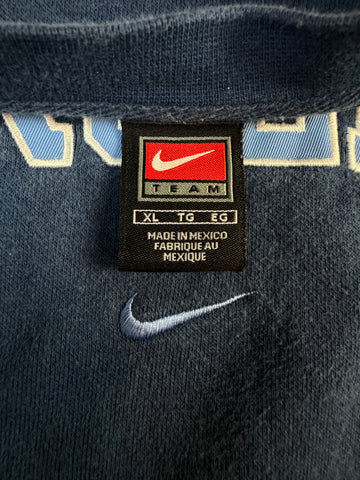 TEAM
XL TG EG
MADE IN MEXICO
FABRIQUE AU
MEXIQUE